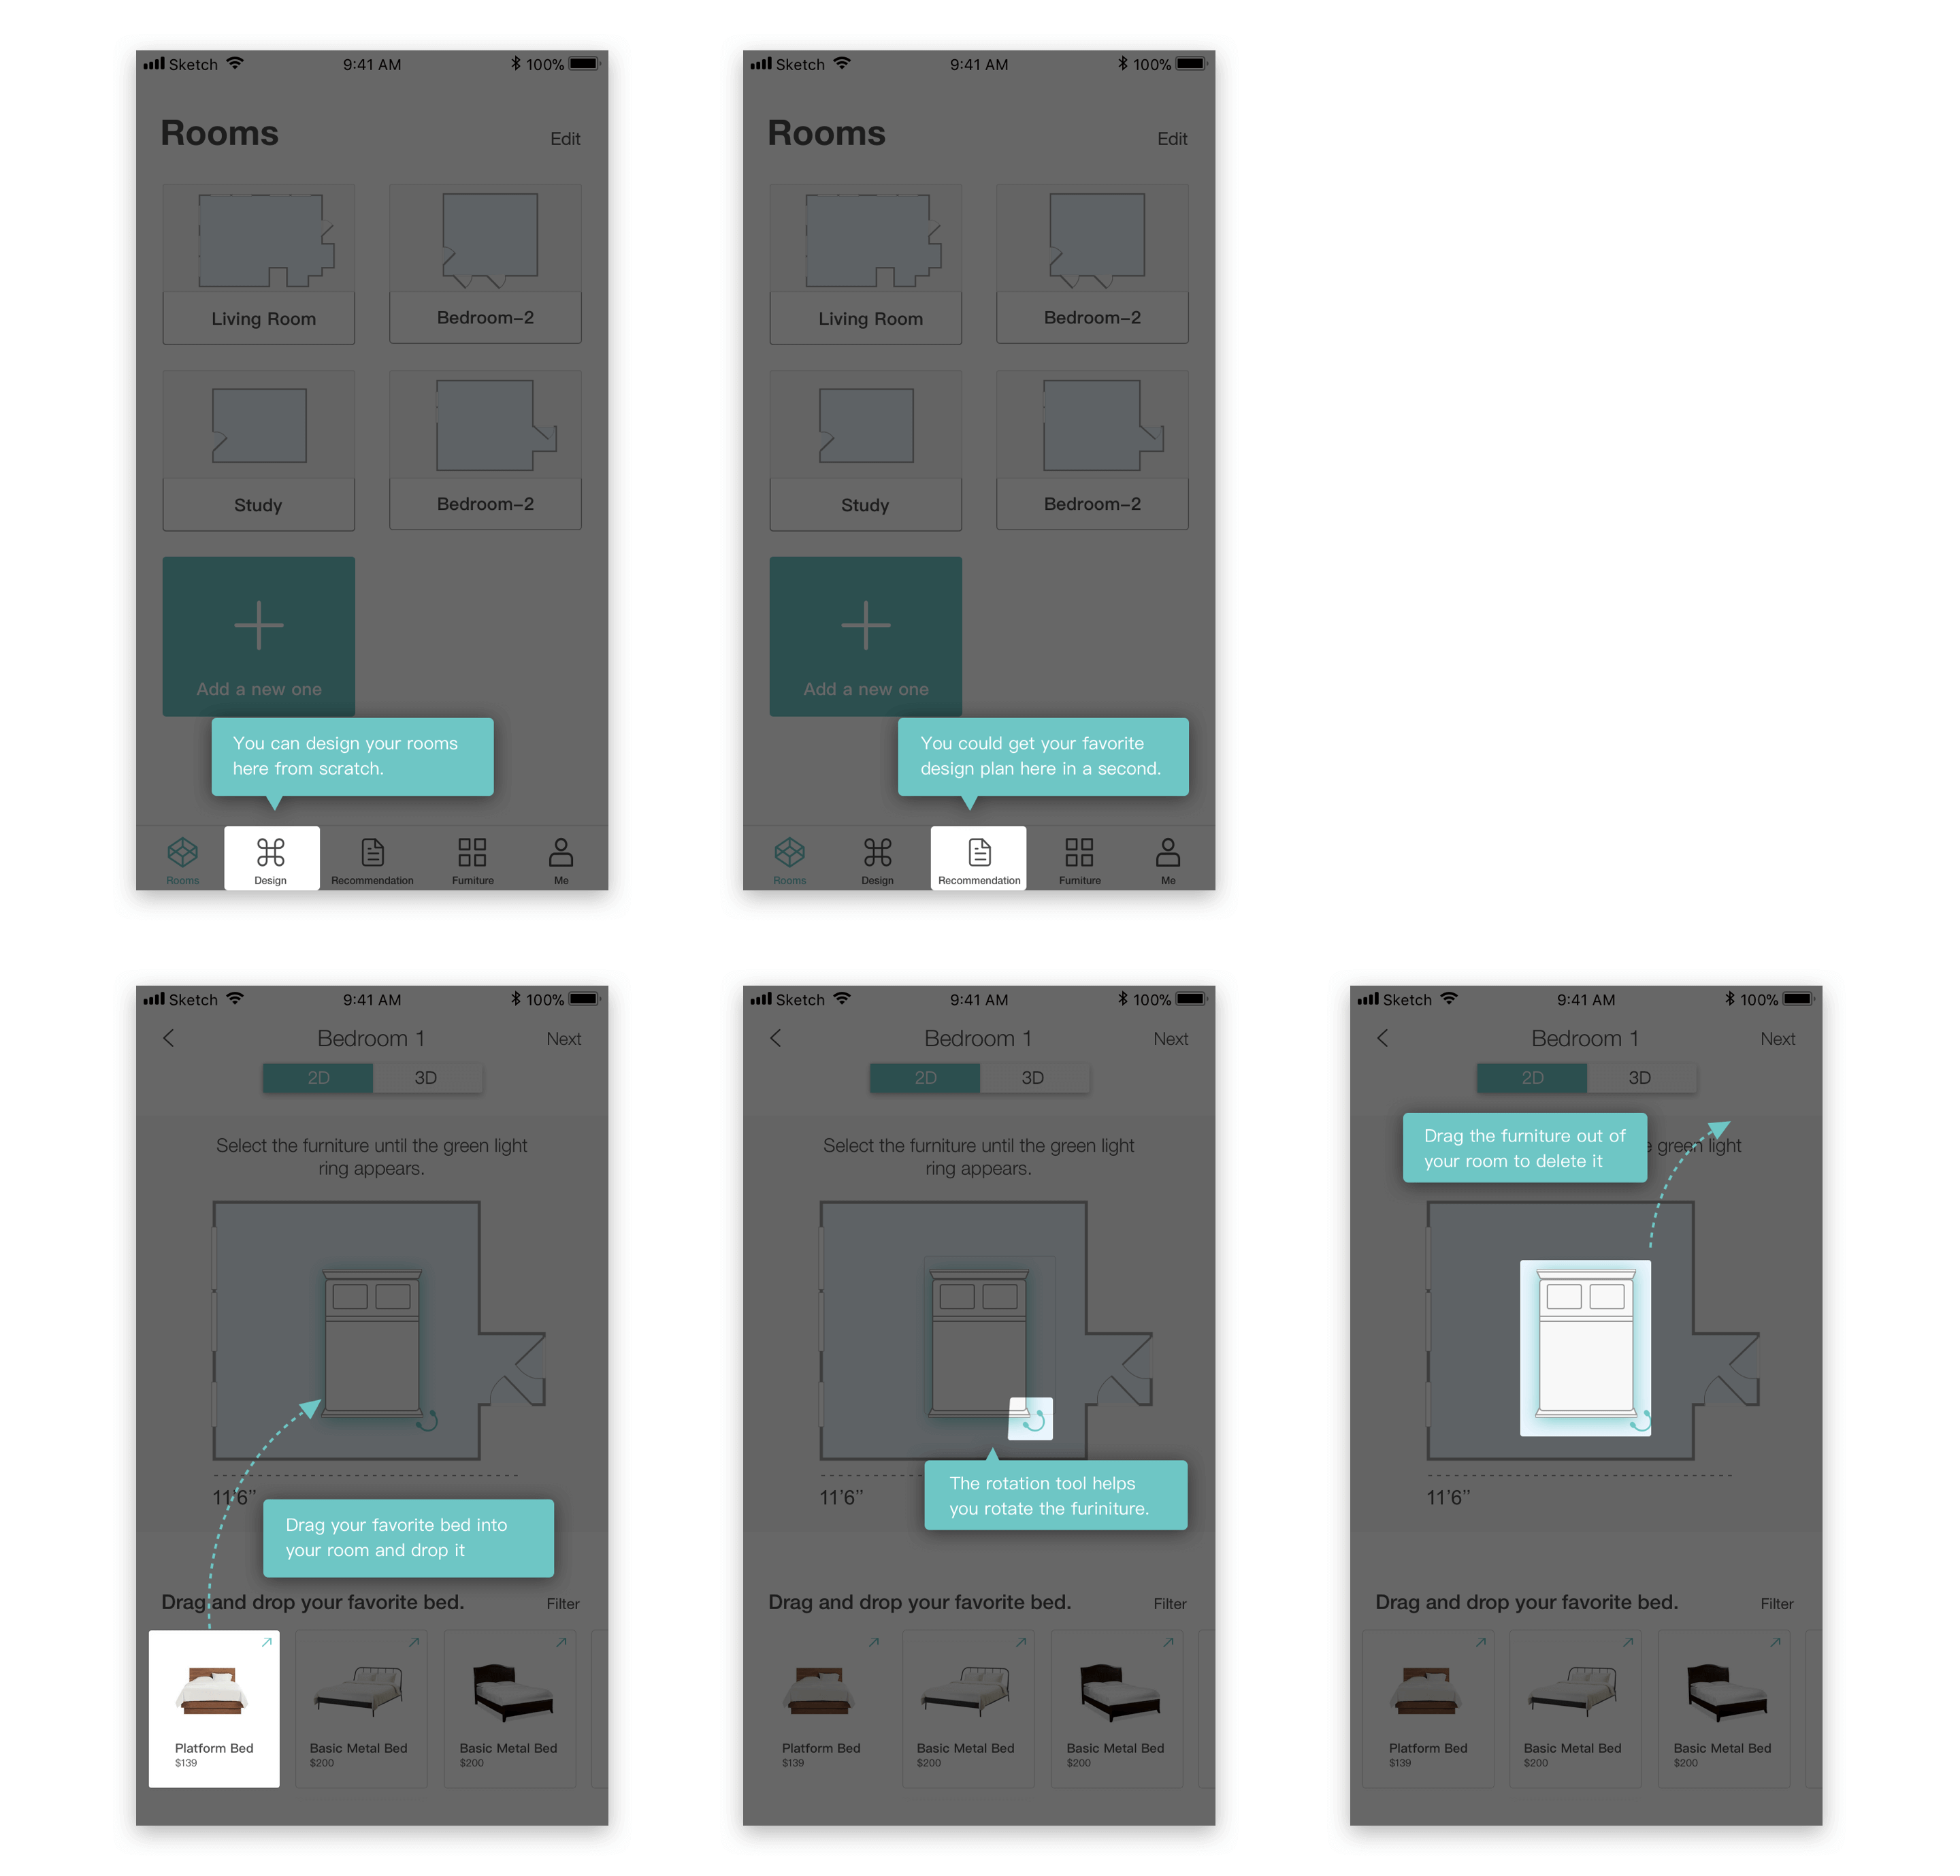 Sketch 9:41 AM 100%
Rooms Edit
Living Room Bedroom-2
Study Bedroom-2
Add a new one
You can design your rooms
here from scratch.
Rooms Design Recommendation Furniture Me
Sketch 9:41 AM 100%
Rooms Edit
Living Room Bedroom-2
Study Bedroom-2
Add a new one
You could get your favorite
design plan here in a second.
Rooms Design Recommendation Furniture Me
Sketch 9:41 AM 100%
Bedroom 1 Next
2D 3D
Select the furniture until the green light
ring appears.
11’6’’
Drag your favorite bed into
your room and drop it
Drag and drop your favorite bed. Filter
Platform Bed Basic Metal Bed Basic Metal Bed
$139 $200 $200
Sketch 9:41 AM 100%
Bedroom 1 Next
2D 3D
Select the furniture until the green light
ring appears.
11’6’’
The rotation tool helps
you rotate the furiniture.
Drag and drop your favorite bed. Filter
Platform Bed Basic Metal Bed Basic Metal Bed
$139 $200 $200
Sketch 9:41 AM 100%
Bedroom 1 Next
2D 3D
Drag the furniture out of
your room to delete it
green light
11’6’’
Drag and drop your favorite bed. Filter
Platform Bed Basic Metal Bed Basic Metal Bed
$139 $200 $200